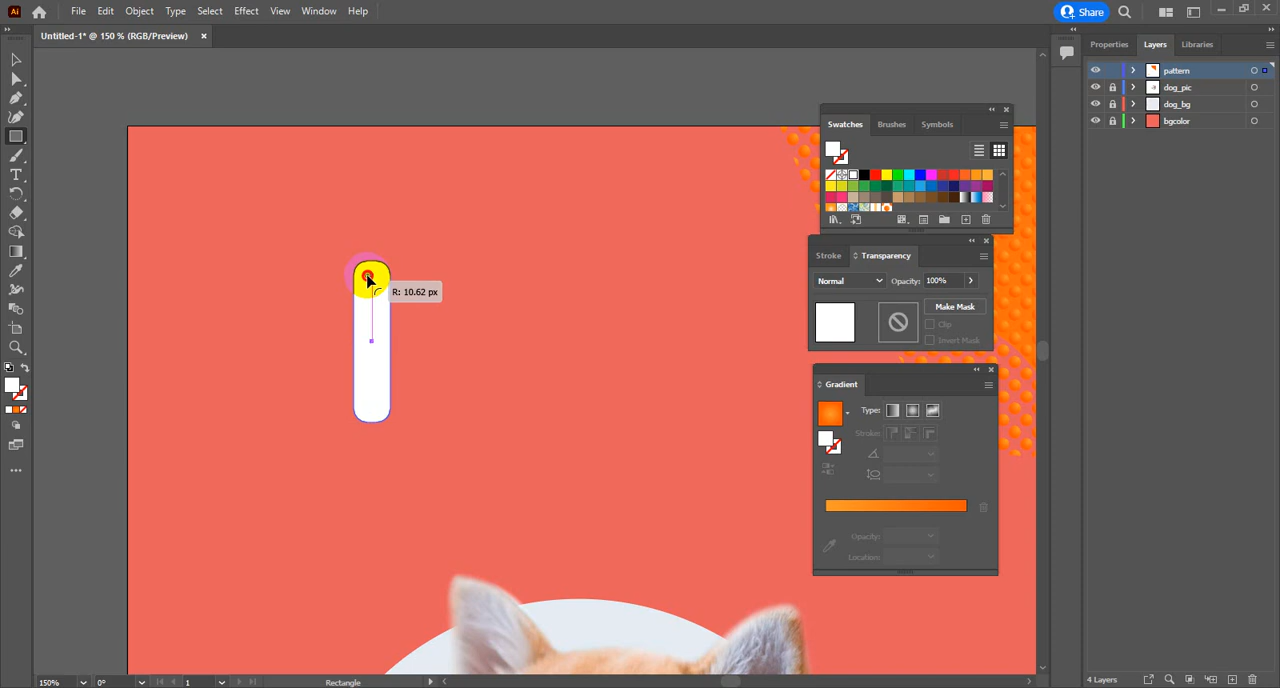 Ai File Edit Object Type Select Effect View Window Help Share
Untitled-1* @ 150 % (RGB/Preview)
Properties Layers Libraries
pattern
dog_pic
dog_bg
bgcolor
Swatches Brushes Symbols
R: 10.62 px
Stroke Transparency
Normal Opacity: 100%
Make Mask
Clip
Invert Mask
Gradient
Type:
Stroke:
Opacity:
Location:
150% 0° 1 Rectangle
4 Layers